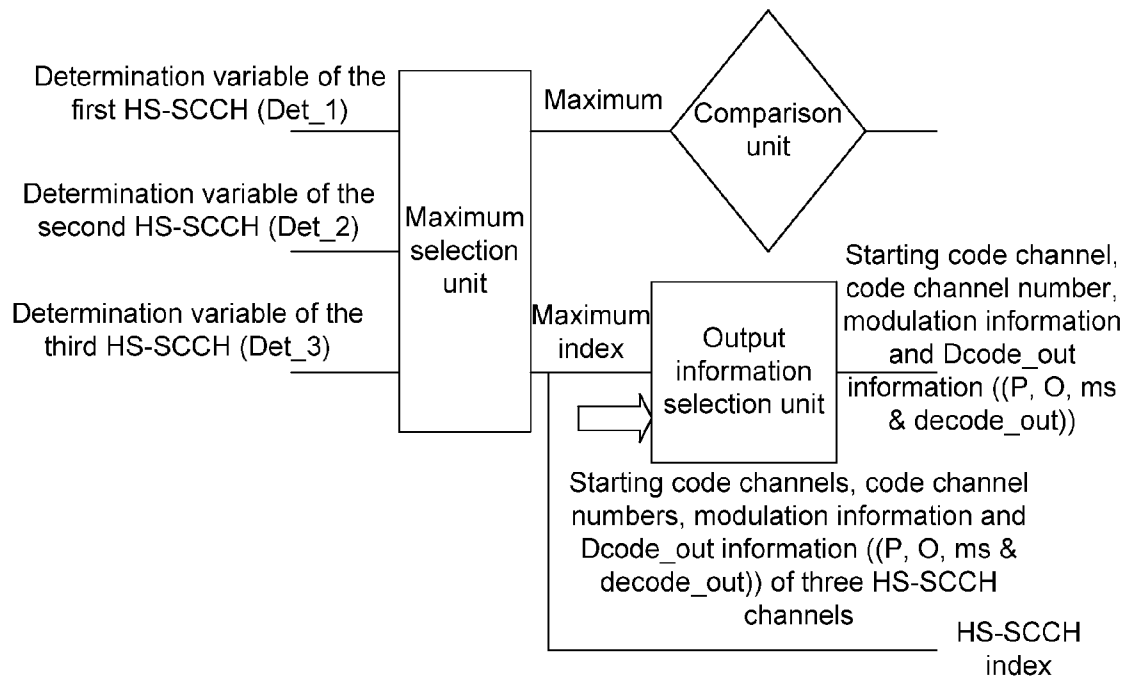 Determination variable of the
first HS-SCCH (Det_1)
Maximum
Comparison
unit
Determination variable of the
second HS-SCCH (Det_2)
Maximum
selection
unit
Determination variable of the
third HS-SCCH (Det_3)
Maximum
index
Output
information
selection unit
Starting code channel,
code channel number,
modulation information
and Dcode_out
information ((P, O, ms
& decode_out))
Starting code channels, code channel
numbers, modulation information and
Dcode_out information ((P, O, ms &
decode_out)) of three HS-SCCH
channels
HS-SCCH
index